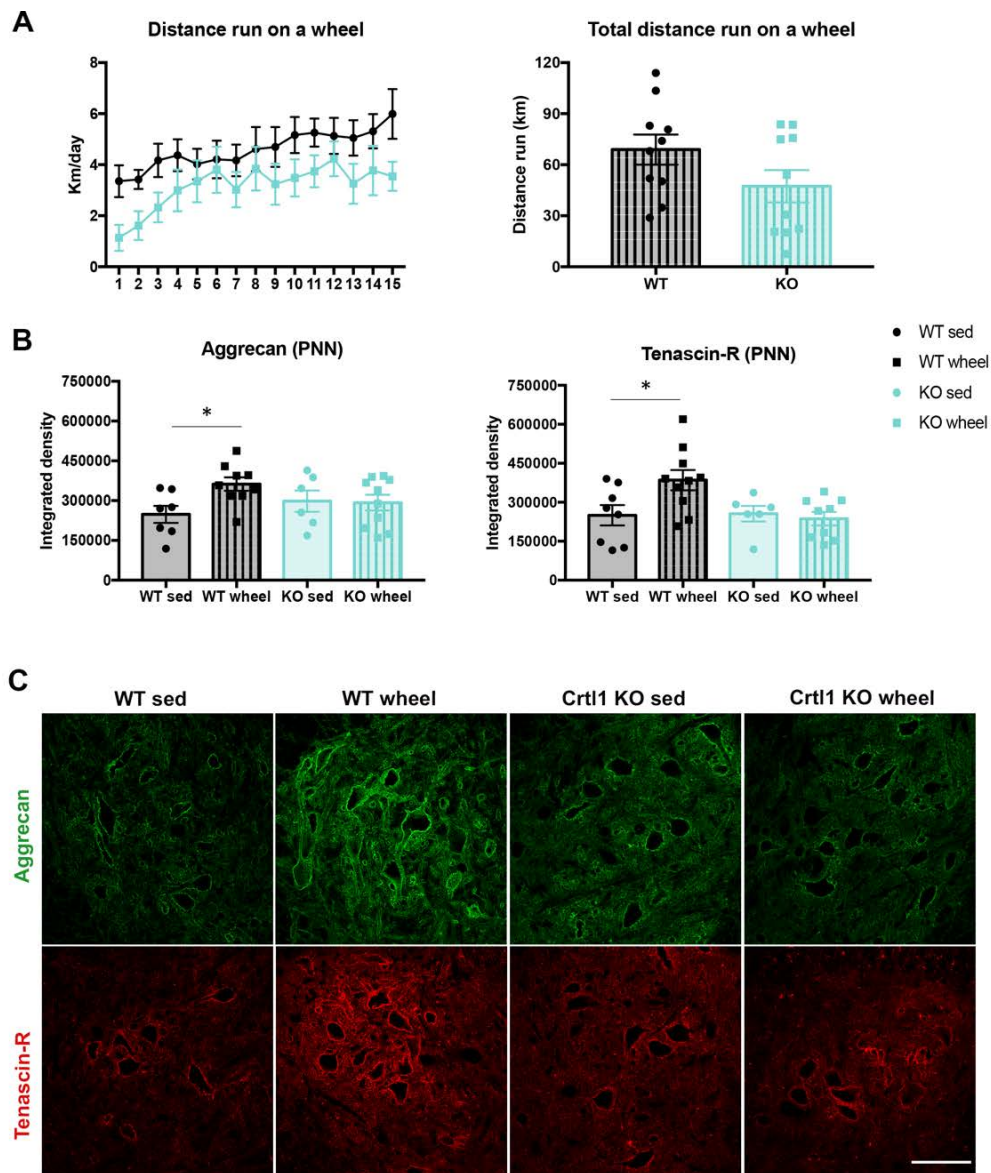 A
Distance run on a wheel
Km/day
8
6
4
2
0
1 2 3 4 5 6 7 8 9 10 11 12 13 14 15
Total distance run on a wheel
Distance run (km)
120
90
60
30
0
WT KO
B
Aggrecan (PNN)
Integrated density
750000
600000
450000
300000
150000
0
*
WT sed WT wheel KO sed KO wheel
Tenascin-R (PNN)
Integrated density
750000
600000
450000
300000
150000
0
*
WT sed WT wheel KO sed KO wheel
WT sed
WT wheel
KO sed
KO wheel
C
WT sed WT wheel Crtl1 KO sed Crtl1 KO wheel
Aggrecan
Tenascin-R